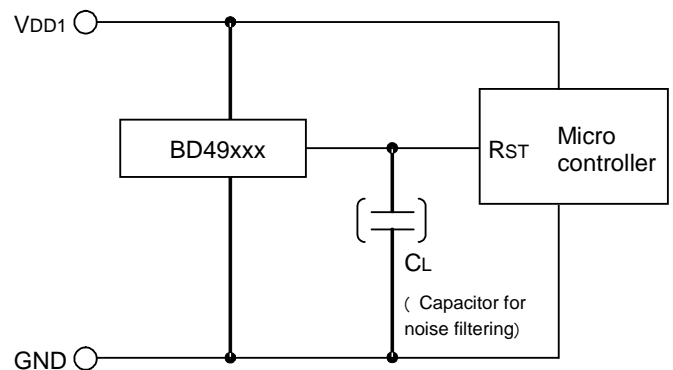 VDD1
BD49xxx
RST
Micro
controller
CL
( Capacitor for
noise filtering)
GND